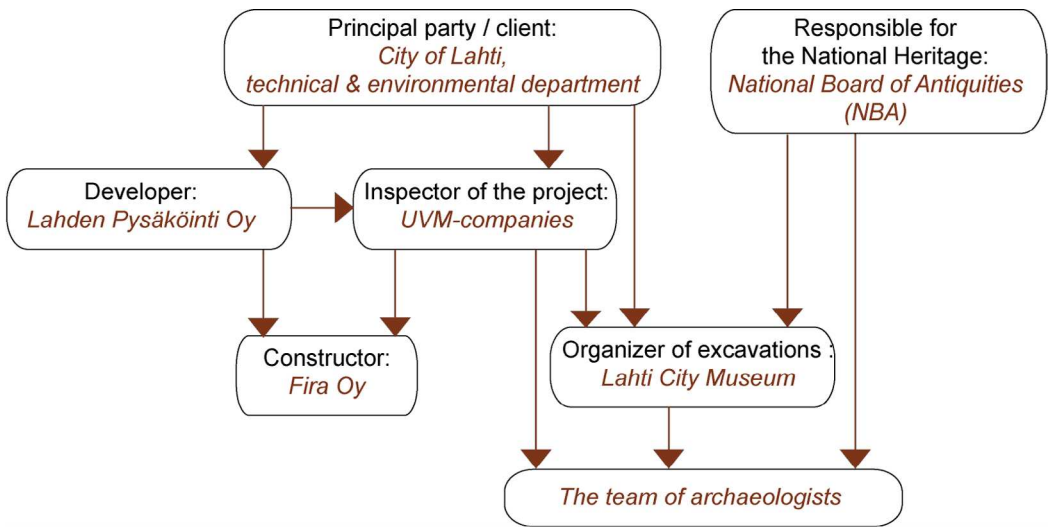 Principal party / client:
City of Lahti,
technical & environmental department
Responsible for
the National Heritage:
National Board of Antiquities
(NBA)
Developer:
Lahden Pysäköinti Oy
Inspector of the project:
UVM-companies
Constructor:
Fira Oy
Organizer of excavations :
Lahti City Museum
The team of archaeologists